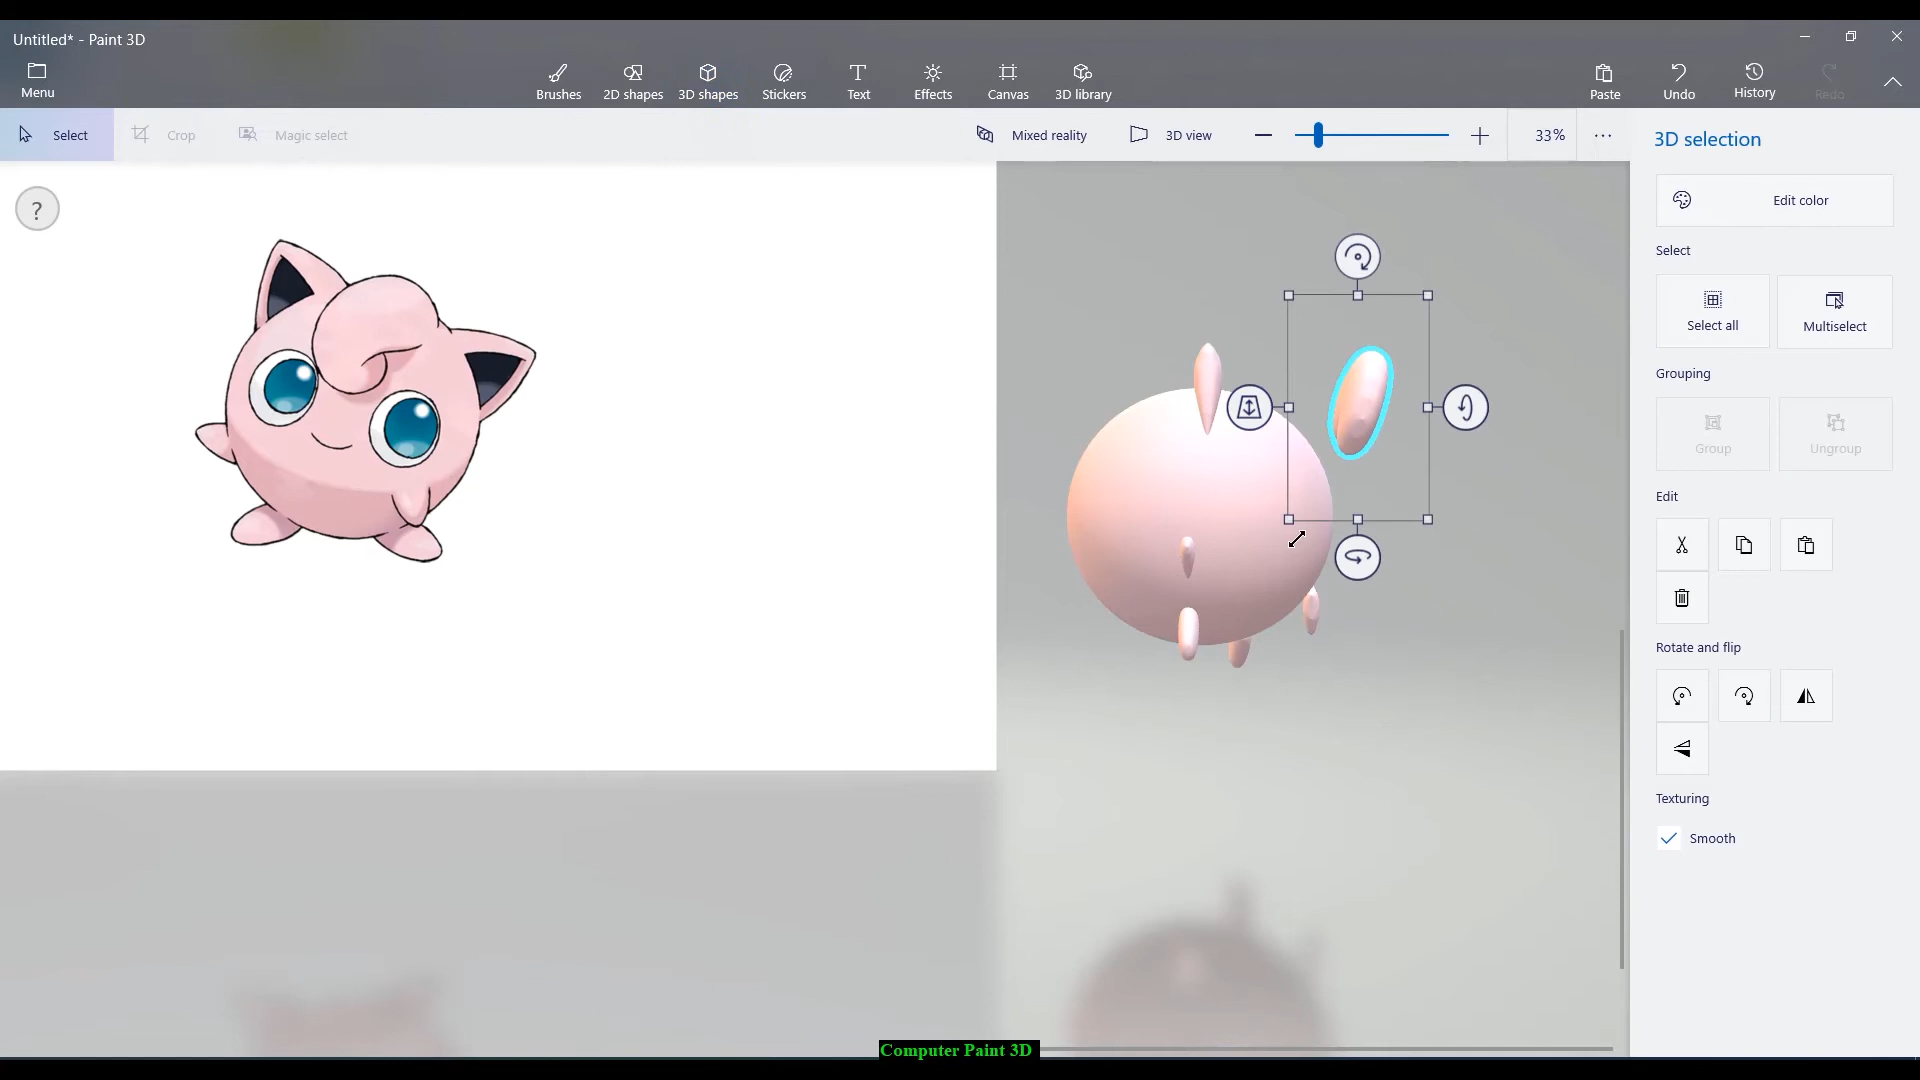 Untitled* - Paint 3D
Menu
Brushes
2D shapes
3D shapes
Stickers
Text
Effects
Canvas
3D library
Paste
Undo
History
Redo
Select
Crop
Magic select
Mixed reality
3D view
33%
?
3D selection
Edit color
Select
Select all
Multiselect
Grouping
Group
Ungroup
Edit
Rotate and flip
Texturing
Smooth
Computer Paint 3D